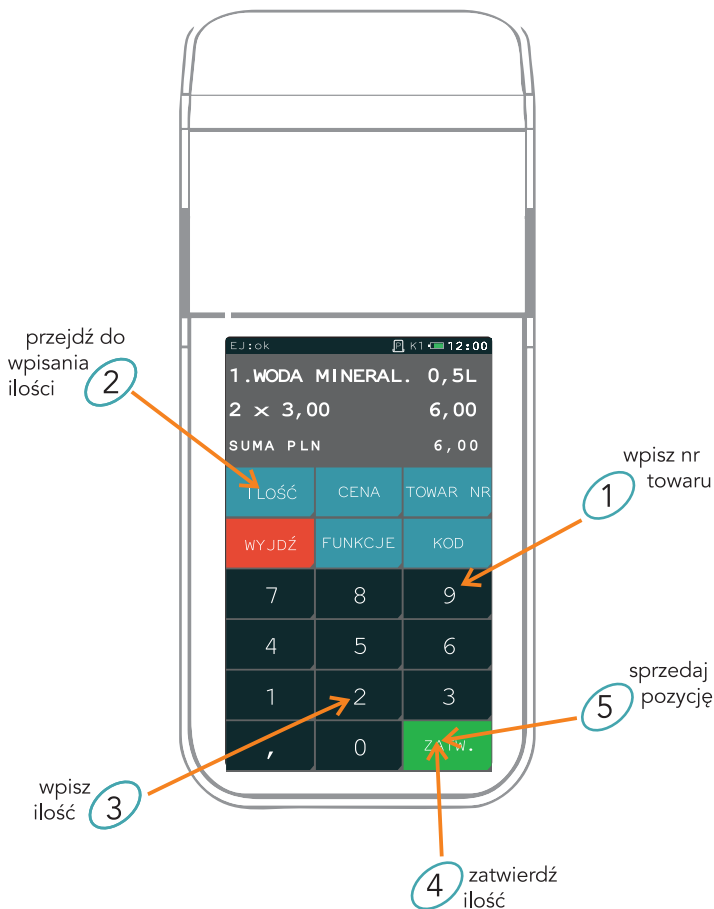 EJ:ok P K1 12:00
1.WODA MINERAL. 0,5L
2 x 3,00 6,00
SUMA PLN 6,00
ILOŚĆ CENA TOWAR NR
WYJDŹ FUNKCJE KOD
7 8 9
4 5 6
1 2 3
, 0 ZATW.
wpisz nr
towaru
1
przejdź do
wpisania
ilości
2
wpisz
ilość
3
zatwierdź
ilość
4
sprzedaj
pozycję
5